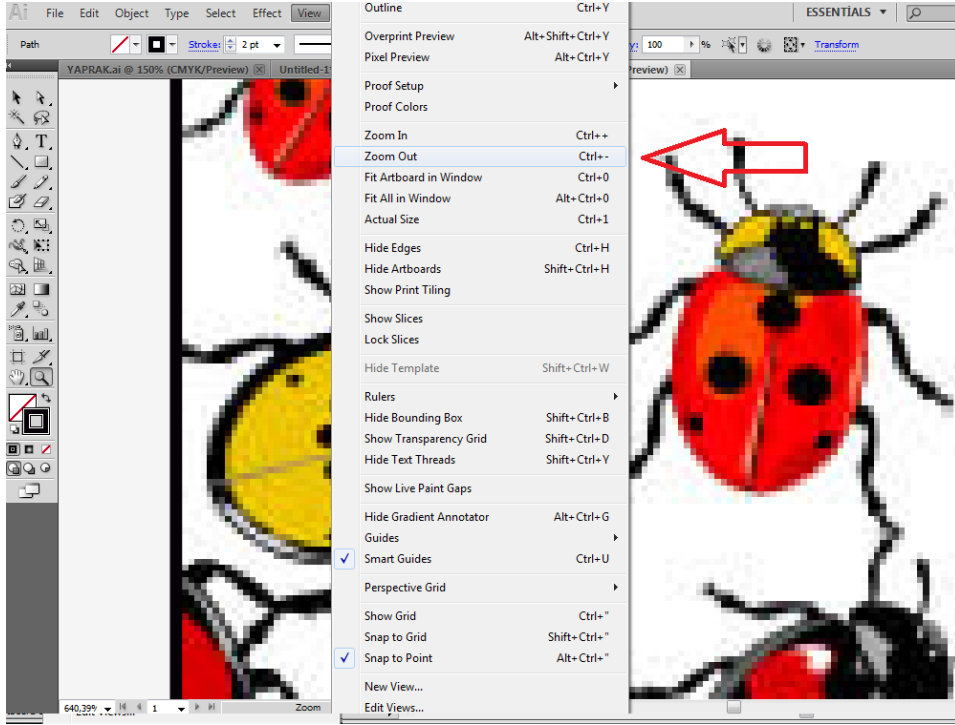 Ai File Edit Object Type Select Effect View ESSENTİALS
Path Stroke: 2 pt 100 % Transform
YAPRAK.ai @ 150% (CMYK/Preview) Untitled-1 review)
Outline Ctrl+Y
Overprint Preview Alt+Shift+Ctrl+Y
Pixel Preview Alt+Ctrl+Y
Proof Setup
Proof Colors
Zoom In Ctrl++
Zoom Out Ctrl+-
Fit Artboard in Window Ctrl+0
Fit All in Window Alt+Ctrl+0
Actual Size Ctrl+1
Hide Edges Ctrl+H
Hide Artboards Shift+Ctrl+H
Show Print Tiling
Show Slices
Lock Slices
Hide Template Shift+Ctrl+W
Rulers
Hide Bounding Box Shift+Ctrl+B
Show Transparency Grid Shift+Ctrl+D
Hide Text Threads Shift+Ctrl+Y
Show Live Paint Gaps
Hide Gradient Annotator Alt+Ctrl+G
Guides
Smart Guides Ctrl+U
Perspective Grid
Show Grid Ctrl+"
Snap to Grid Shift+Ctrl+"
Snap to Point Alt+Ctrl+"
New View...
Edit Views...
640,39% 1 Zoom